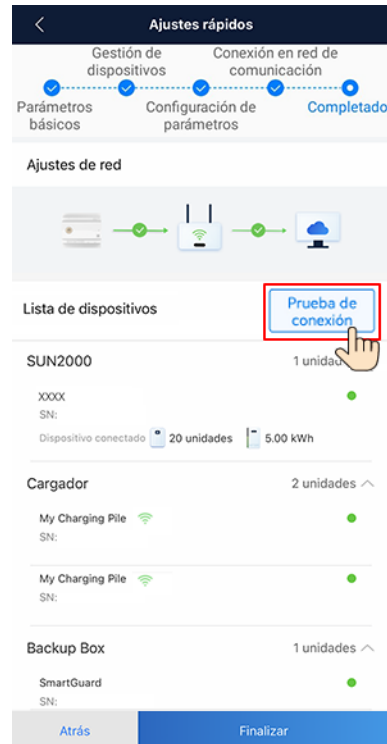 Ajustes rápidos
Gestión de
dispositivos
Conexión en red de
comunicación
Parámetros
básicos
Configuración de
parámetros
Completado
Ajustes de red
Lista de dispositivos
Prueba de
conexión
SUN2000
1 unidad
XXXX
SN:
Dispositivo conectado 20 unidades 5.00 kWh
Cargador
2 unidades
My Charging Pile
SN:
My Charging Pile
SN:
Backup Box
1 unidades
SmartGuard
SN:
Atrás
Finalizar